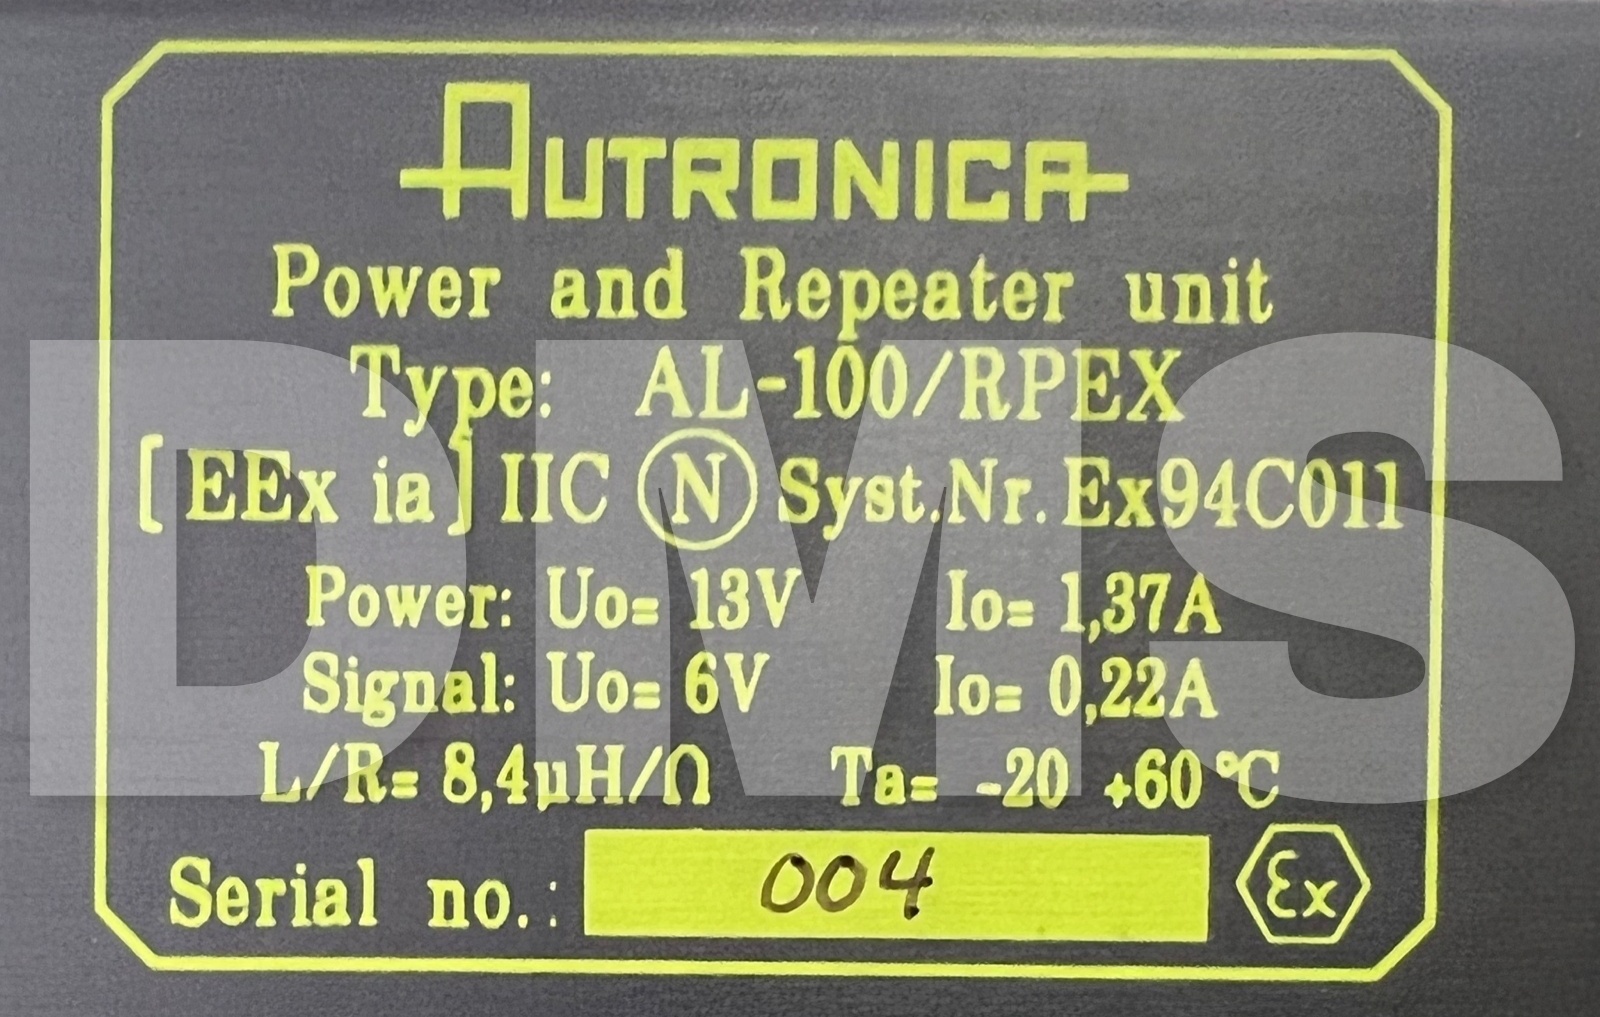 AUTRONICA
Power and Repeater unit
Type: AL-100/RPEX
[EEx ia] IIC N Syst.Nr. Ex94C011
Power: Uo= 13V Io= 1,37A
Signal: Uo= 6V Io= 0,22A
L/R= 8,4µH/Ω Ta= -20 +60°C
Serial no.: 004 Ex
DMS